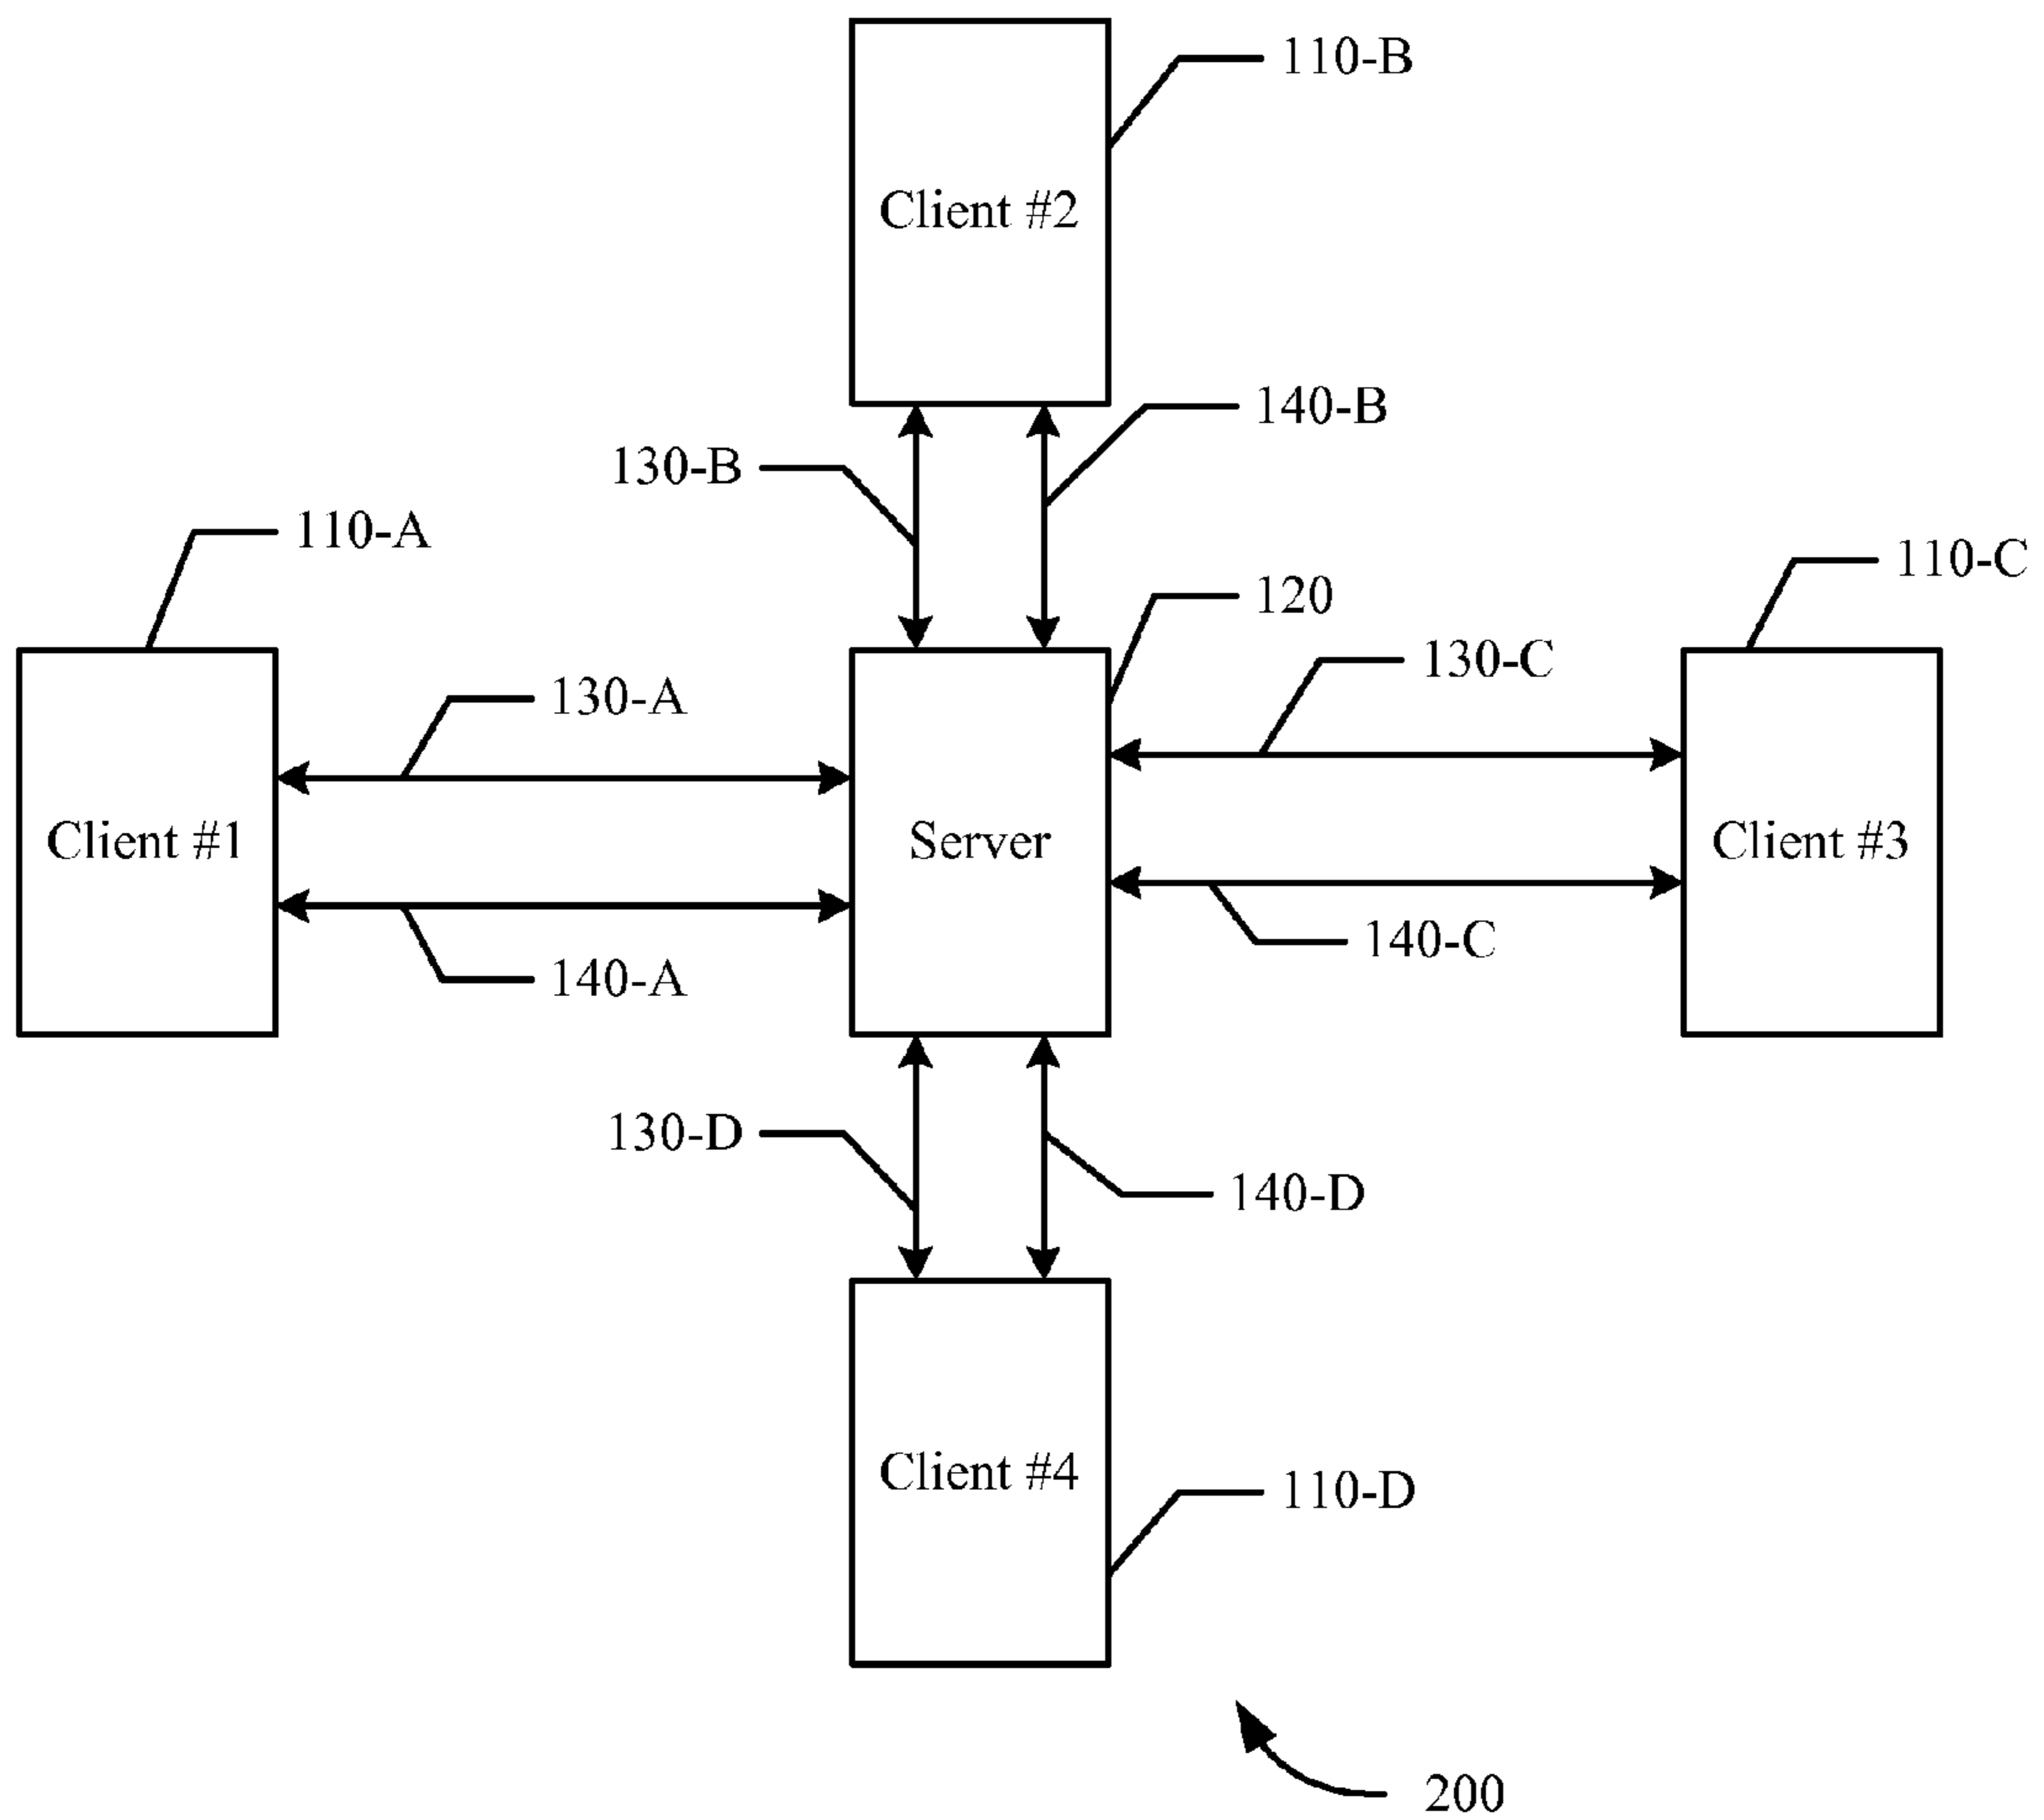 110-B
Client #2
140-B
130-B
110-A
110-C
120
130-C
130-A
Client #1
Server
Client #3
140-C
140-A
130-D
140-D
Client #4
110-D
200